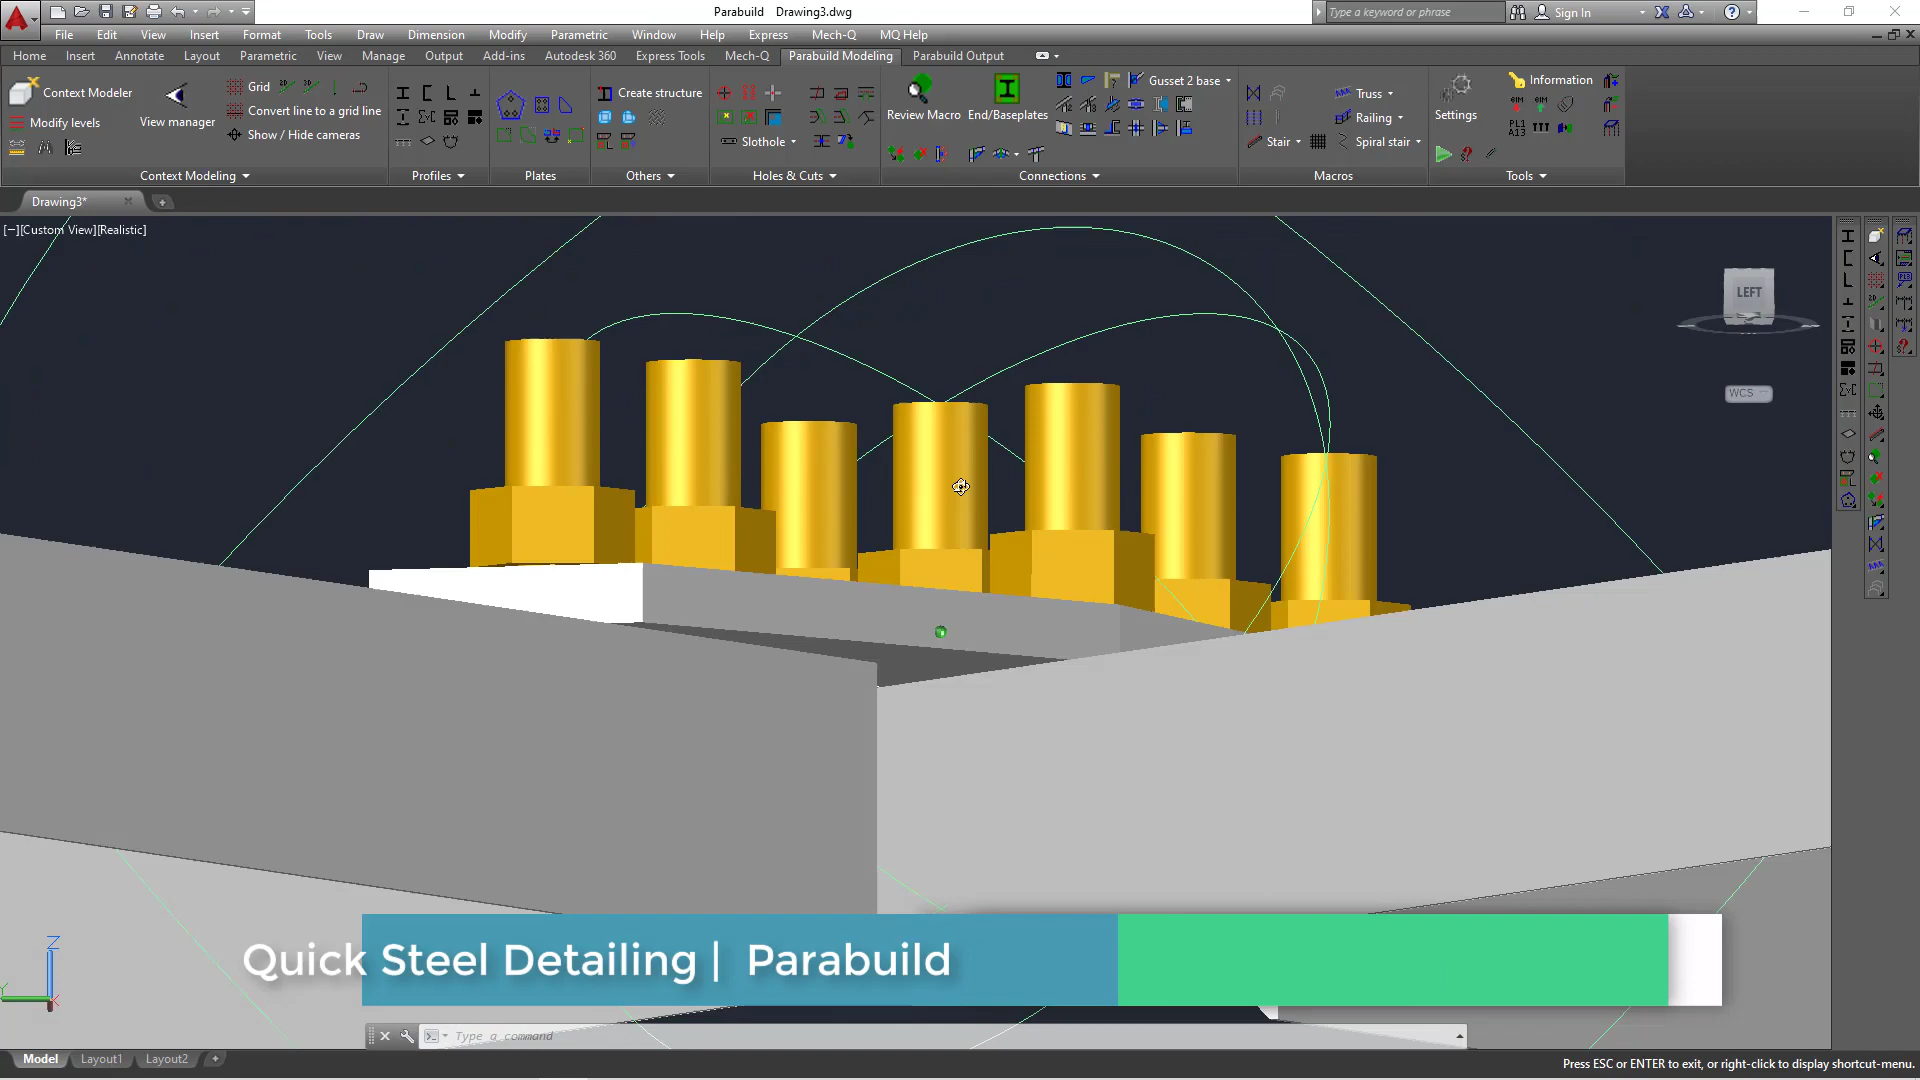 Parabuild Drawing3.dwg
Type a keyword or phrase
Sign In
File Edit View Insert Format Tools Draw Dimension Modify Parametric Window Help Express Mech-Q MQ Help
Home Insert Annotate Layout Parametric View Manage Output Add-ins Autodesk 360 Express Tools Mech-Q Parabuild Modeling Parabuild Output
Context Modeler
Modify levels
View manager
Grid
Convert line to a grid line
Show / Hide cameras
Create structure
Slothole
Review Macro
End/Baseplates
Gusset 2 base
Truss
Railing
Stair
Spiral stair
Settings
Information
Context Modeling Profiles Plates Others Holes & Cuts Connections Macros Tools
Drawing3*
[−][Custom View][Realistic]
LEFT
WCS
Quick Steel Detailing | Parabuild
Z
Y
X
Type a command
Model Layout1 Layout2
Press ESC or ENTER to exit, or right-click to display shortcut-menu.